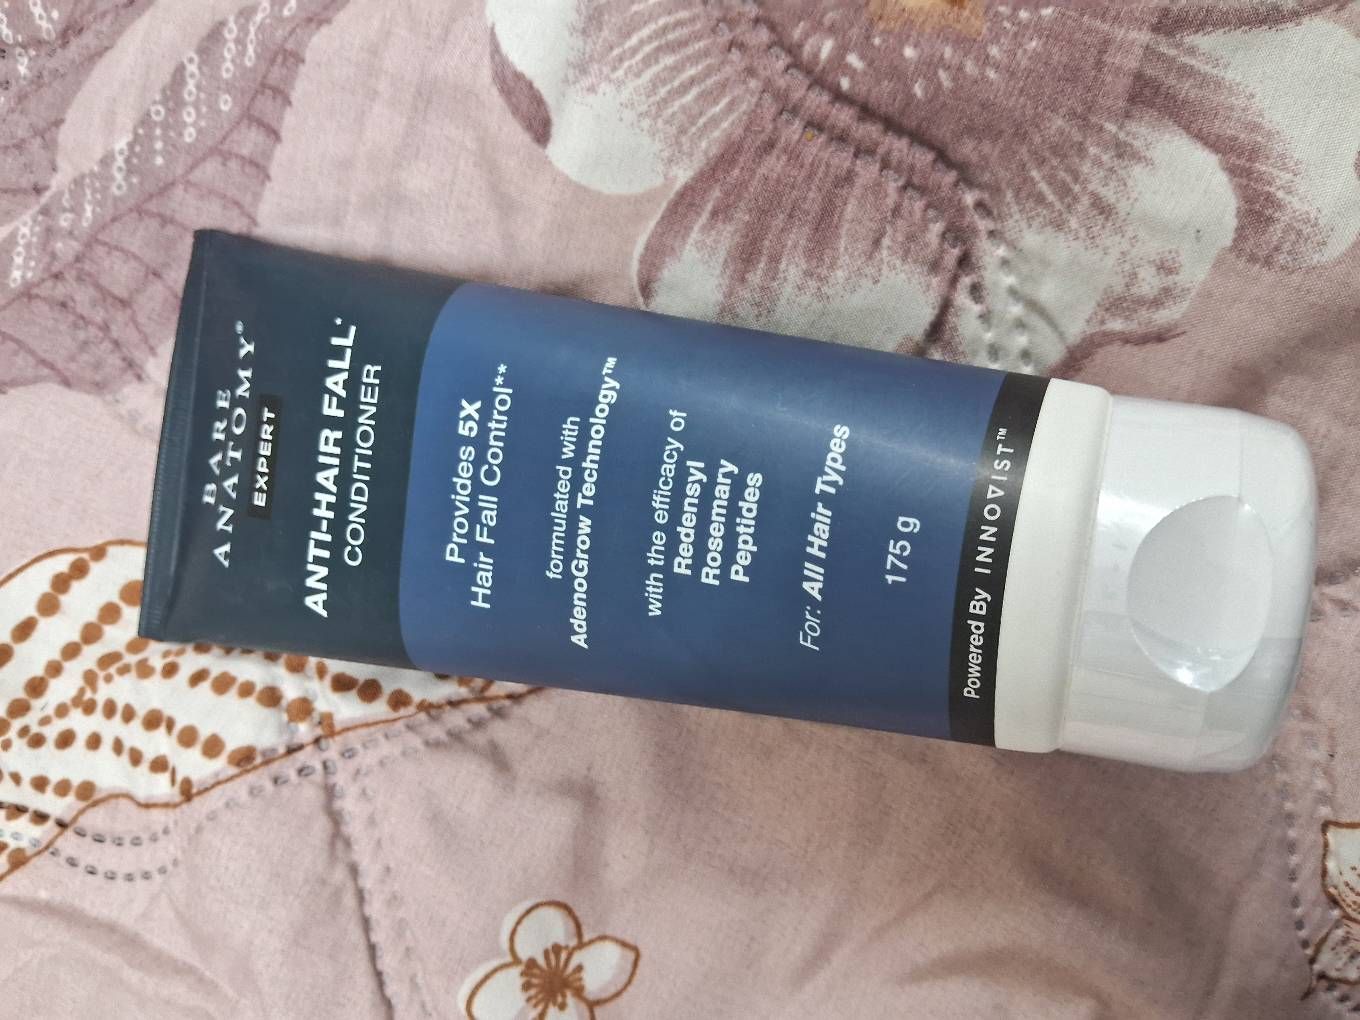 BARE
ANATOMY®
EXPERT
ANTI-HAIR FALL*
CONDITIONER
Provides 5X
Hair Fall Control**
formulated with
AdenoGrow Technology™
with the efficacy of
Redensyl
Rosemary
Peptides
For: All Hair Types
175 g
Powered By INNOVIST™